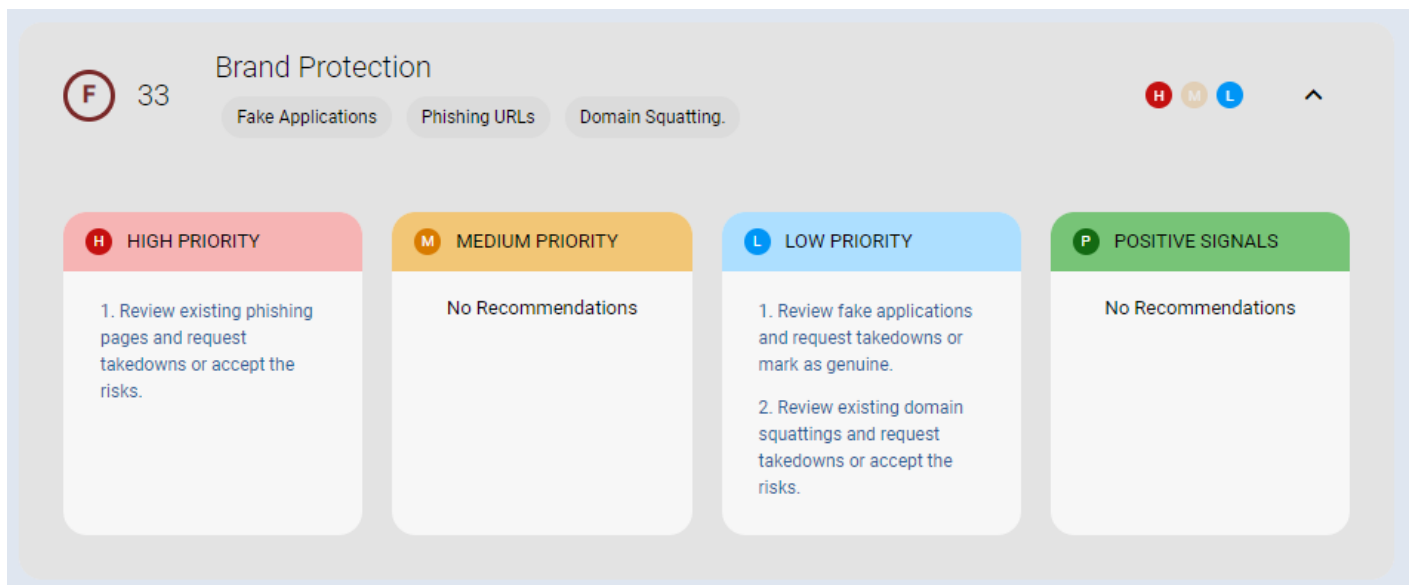 Brand Protection
F 33
Fake Applications Phishing URLs Domain Squatting.
H M L
H HIGH PRIORITY
1. Review existing phishing
pages and request
takedowns or accept the
risks.
M MEDIUM PRIORITY
No Recommendations
L LOW PRIORITY
1. Review fake applications
and request takedowns or
mark as genuine.
2. Review existing domain
squattings and request
takedowns or accept the
risks.
P POSITIVE SIGNALS
No Recommendations